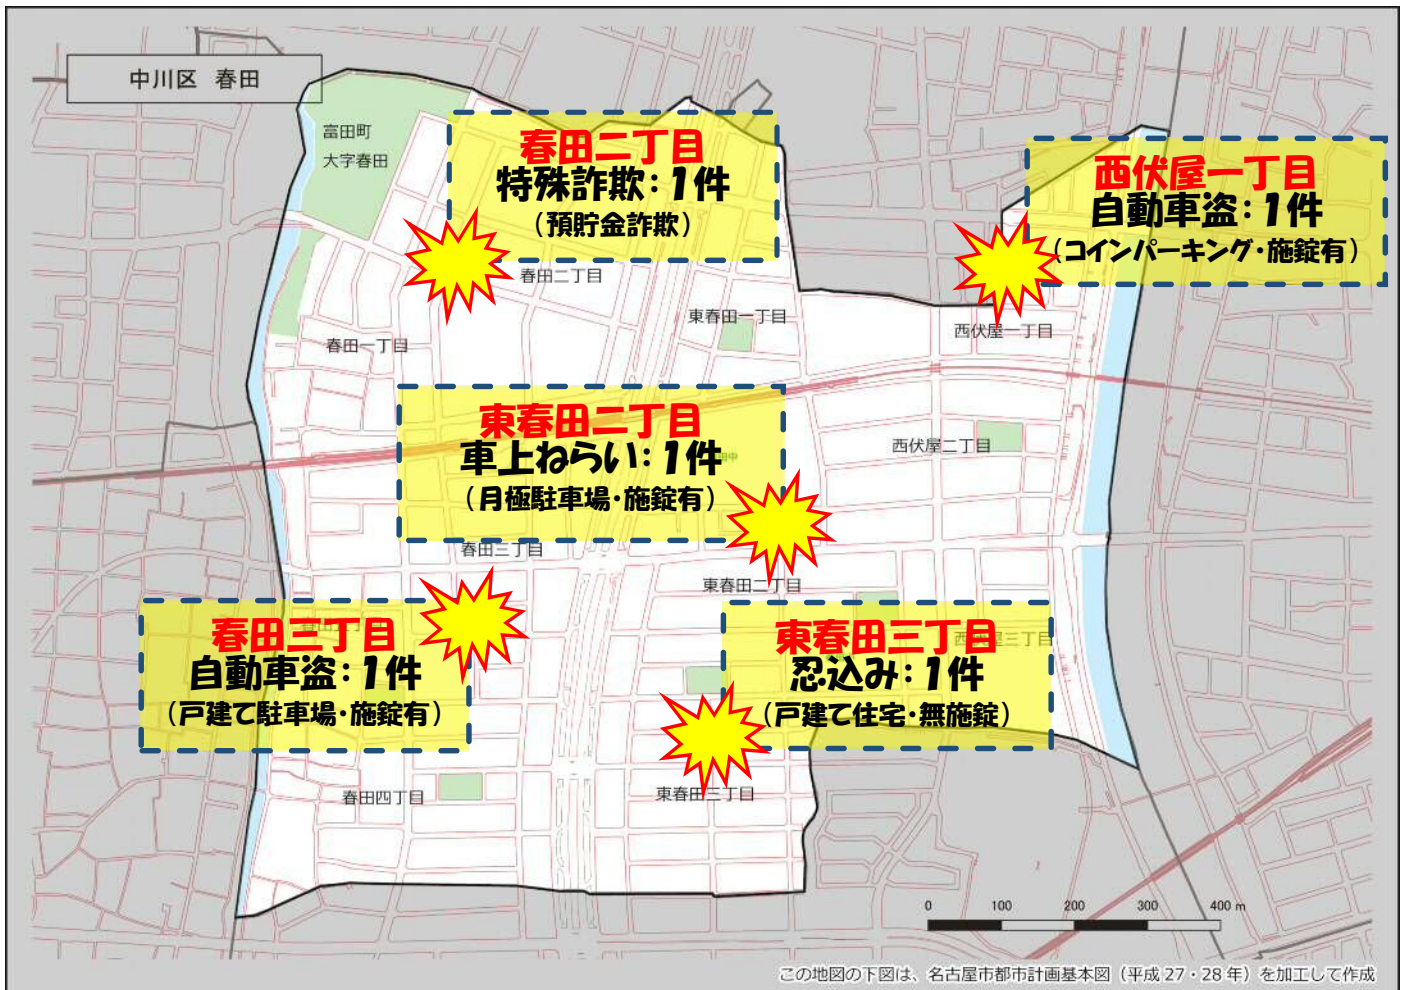 中川区 春田
富田町
大字春田
春田二丁目
特殊詐欺：1件
（預貯金詐欺）
西伏屋一丁目
自動車盗：1件
（コインパーキング・施錠有）
春田二丁目
東春田一丁目
西伏屋一丁目
春田一丁目
東春田二丁目
車上ねらい：1件
（月極駐車場・施錠有）
西伏屋二丁目
春田三丁目
東春田二丁目
春田三丁目
自動車盗：1件
（戸建て駐車場・施錠有）
東春田三丁目
忍込み：1件
（戸建て住宅・無施錠）
西伏屋三丁目
春田四丁目
東春田三丁目
0 100 200 300 400 m
この地図の下図は、名古屋市都市計画基本図（平成 27・28 年）を加工して作成